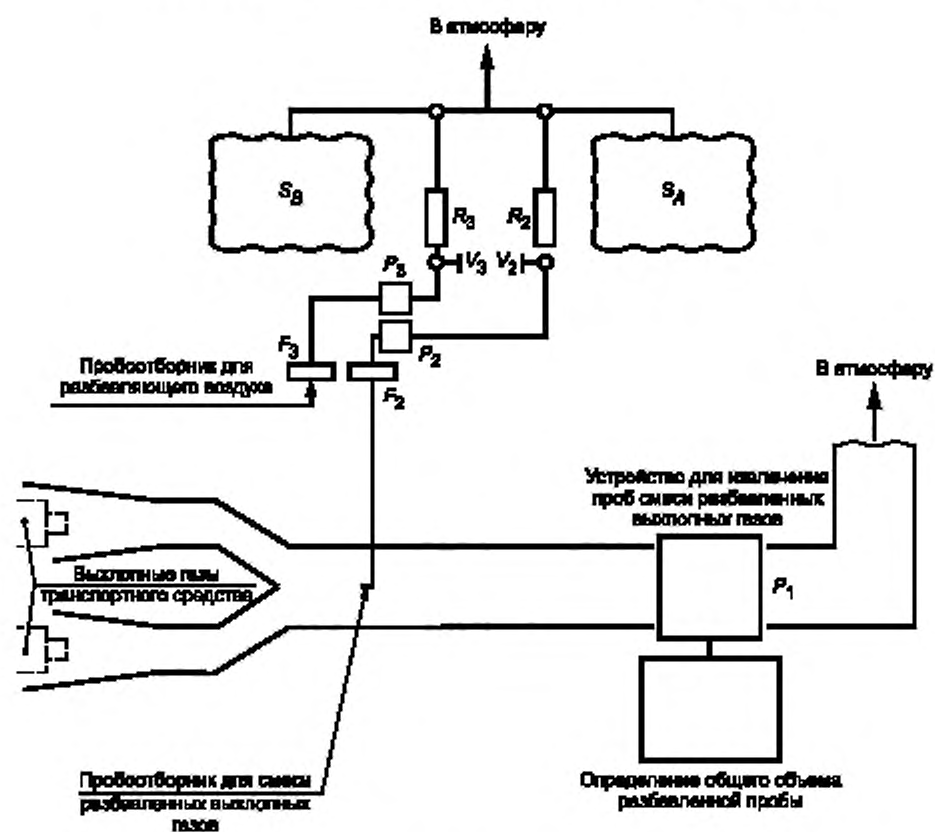 В атмосферу
S_B
S_A
R_3
R_2
V_3
V_2
P_3
P_2
F_3
F_2
Пробоотборник для
разбавляющего воздуха
В атмосферу
Устройство для извлечения
проб смеси разбавленных
выхлопных газов
Выхлопные газы
транспортного средства
P_1
Пробоотборник для смеси
разбавленных выхлопных
газов
Определение общего объема
разбавленной пробы